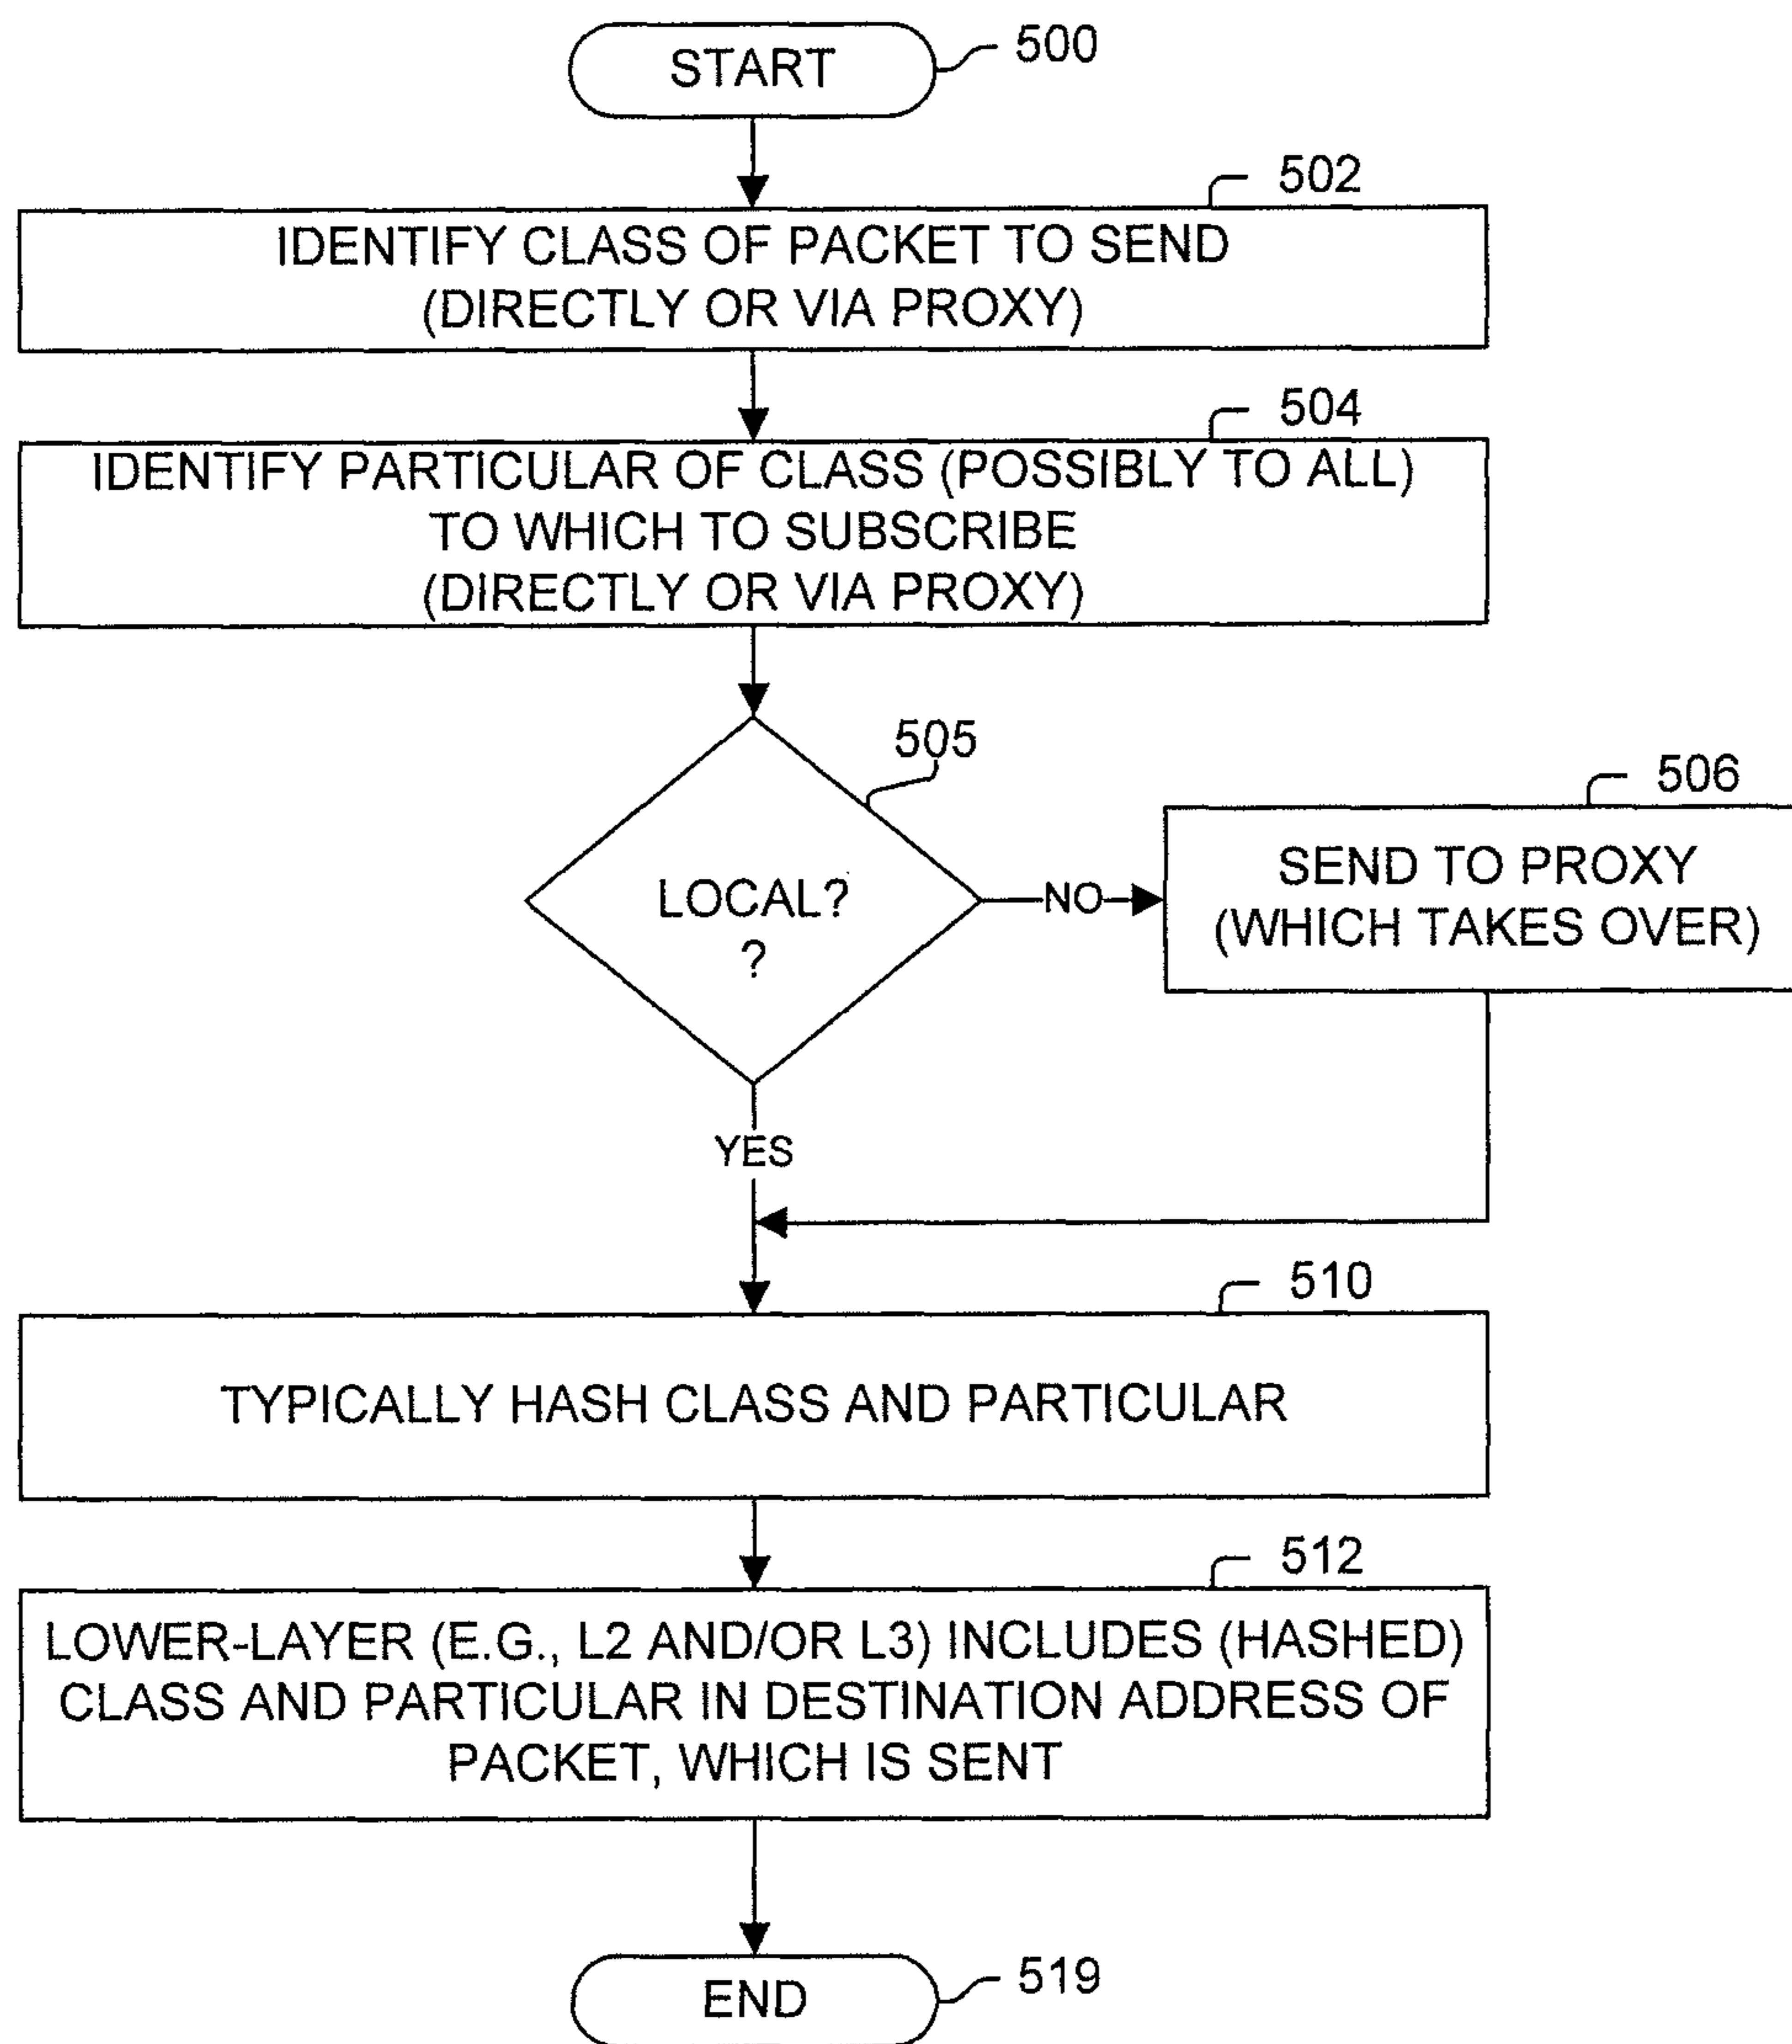 START
500
502
IDENTIFY CLASS OF PACKET TO SEND
(DIRECTLY OR VIA PROXY)
504
IDENTIFY PARTICULAR OF CLASS (POSSIBLY TO ALL)
TO WHICH TO SUBSCRIBE
(DIRECTLY OR VIA PROXY)
505
LOCAL?
?
NO
506
SEND TO PROXY
(WHICH TAKES OVER)
YES
510
TYPICALLY HASH CLASS AND PARTICULAR
512
LOWER-LAYER (E.G., L2 AND/OR L3) INCLUDES (HASHED)
CLASS AND PARTICULAR IN DESTINATION ADDRESS OF
PACKET, WHICH IS SENT
END
519